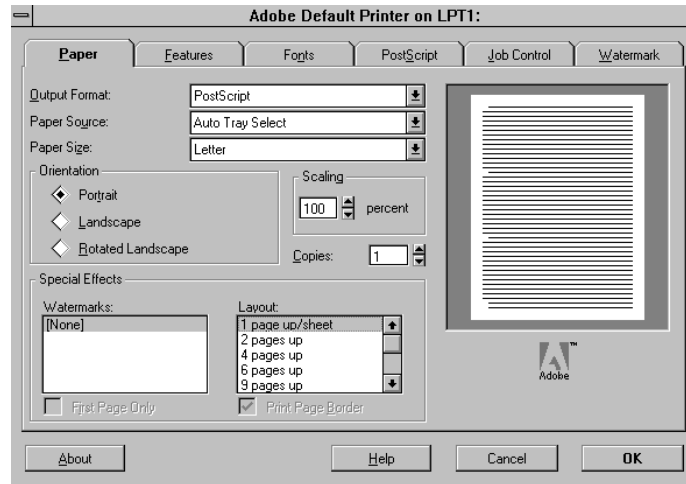 Adobe Default Printer on LPT1:
Paper
Features
Fonts
PostScript
Job Control
Watermark
Output Format:
PostScript
Paper Source:
Auto Tray Select
Paper Size:
Letter
Orientation
Portrait
Landscape
Rotated Landscape
Scaling
100 percent
Copies: 1
Special Effects
Watermarks:
[None]
First Page Only
Layout:
1 page up/sheet
2 pages up
4 pages up
6 pages up
9 pages up
Print Page Border
Adobe
TM
About
Help
Cancel
OK